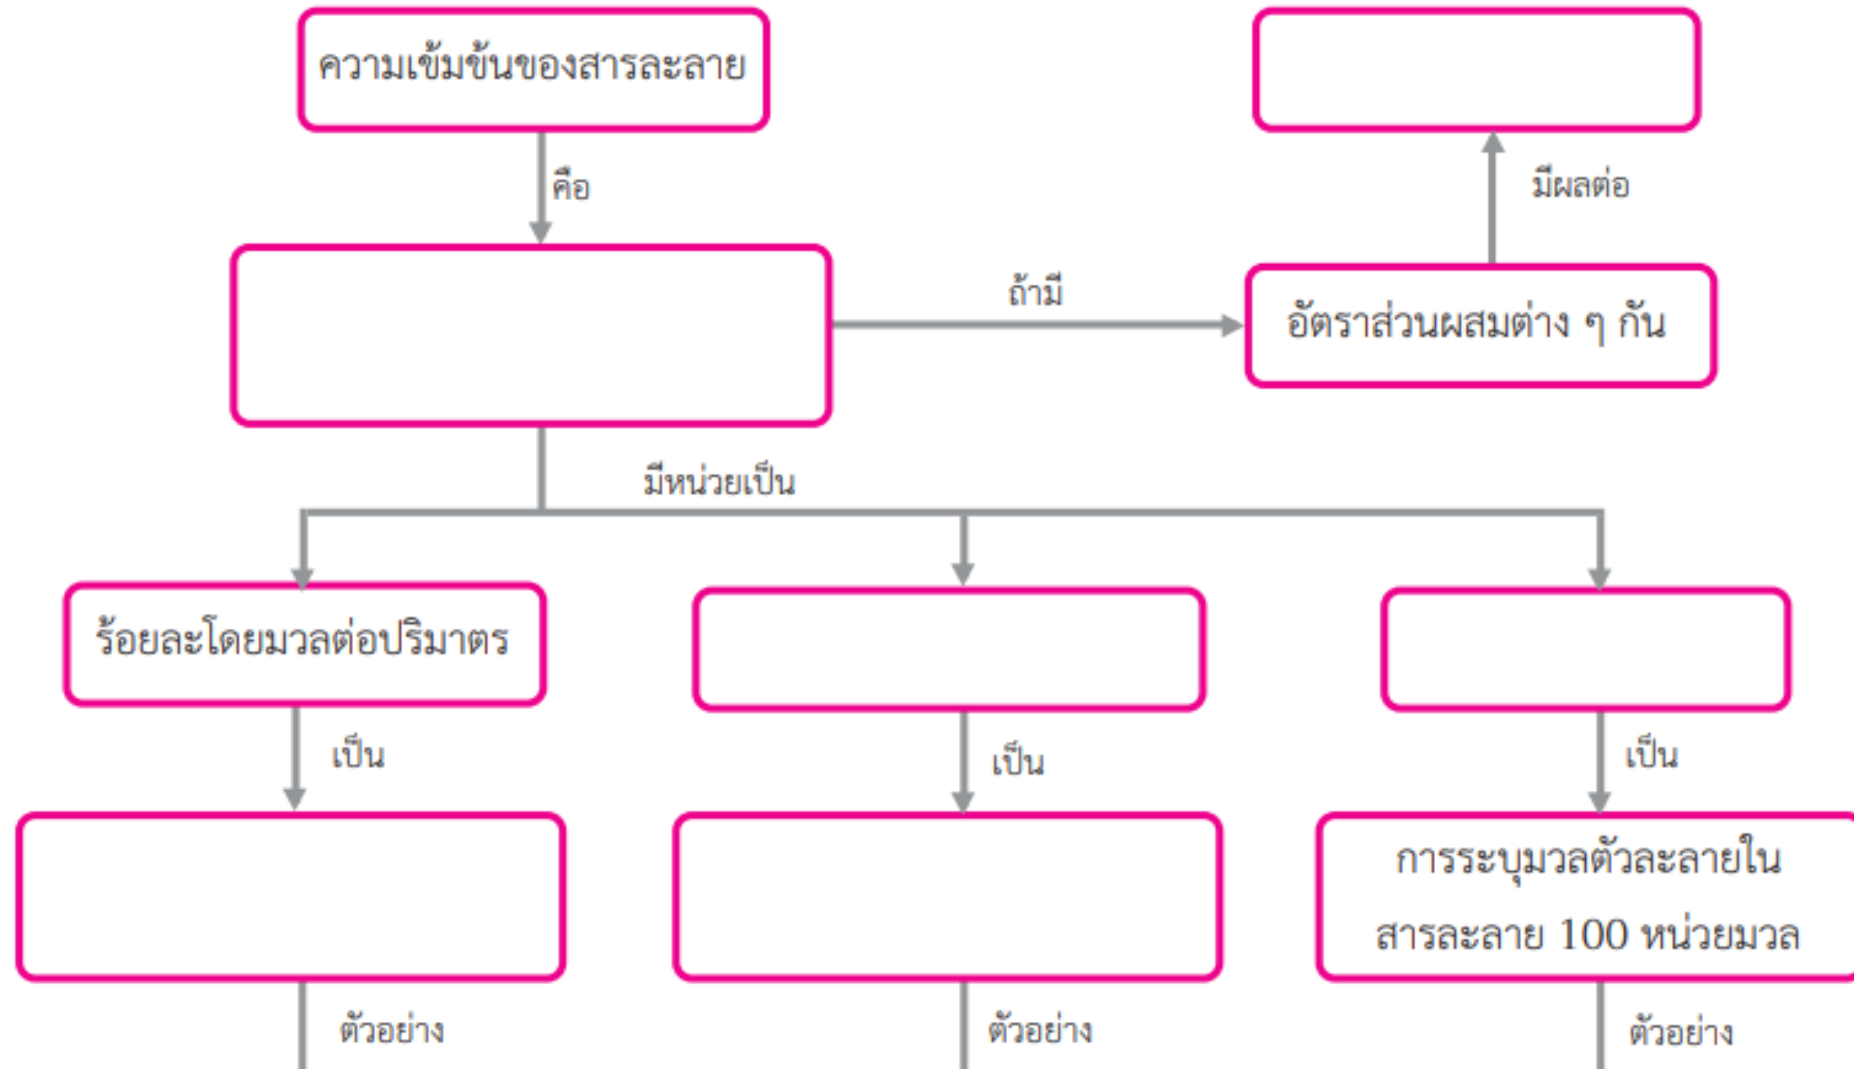 ความเข้มข้นของสารละลาย
คือ
มีผลต่อ
ถ้ามี
อัตราส่วนผสมต่าง ๆ กัน
มีหน่วยเป็น
ร้อยละโดยมวลต่อปริมาตร
เป็น
เป็น
เป็น
การระบุมวลตัวละลายใน
สารละลาย 100 หน่วยมวล
ตัวอย่าง
ตัวอย่าง
ตัวอย่าง